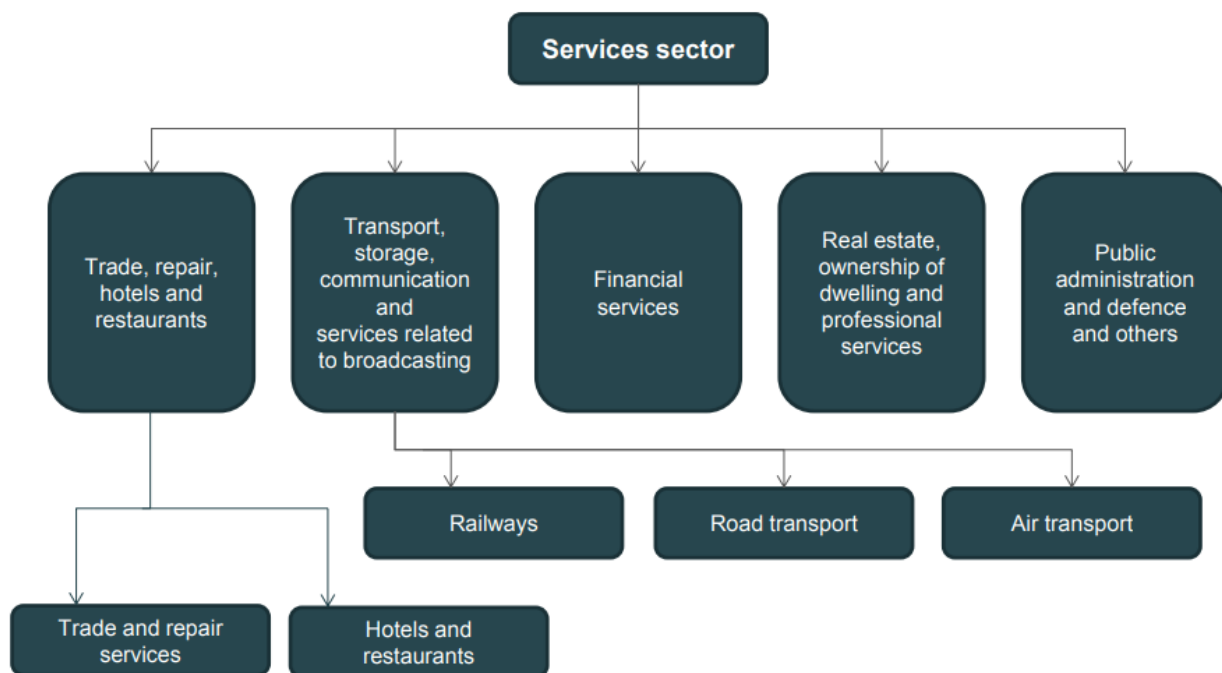 Services sector
Trade, repair,
hotels and
restaurants
Transport,
storage,
communication
and
services related
to broadcasting
Financial
services
Real estate,
ownership of
dwelling and
professional
services
Public
administration
and defence
and others
Railways
Road transport
Air transport
Trade and repair
services
Hotels and
restaurants